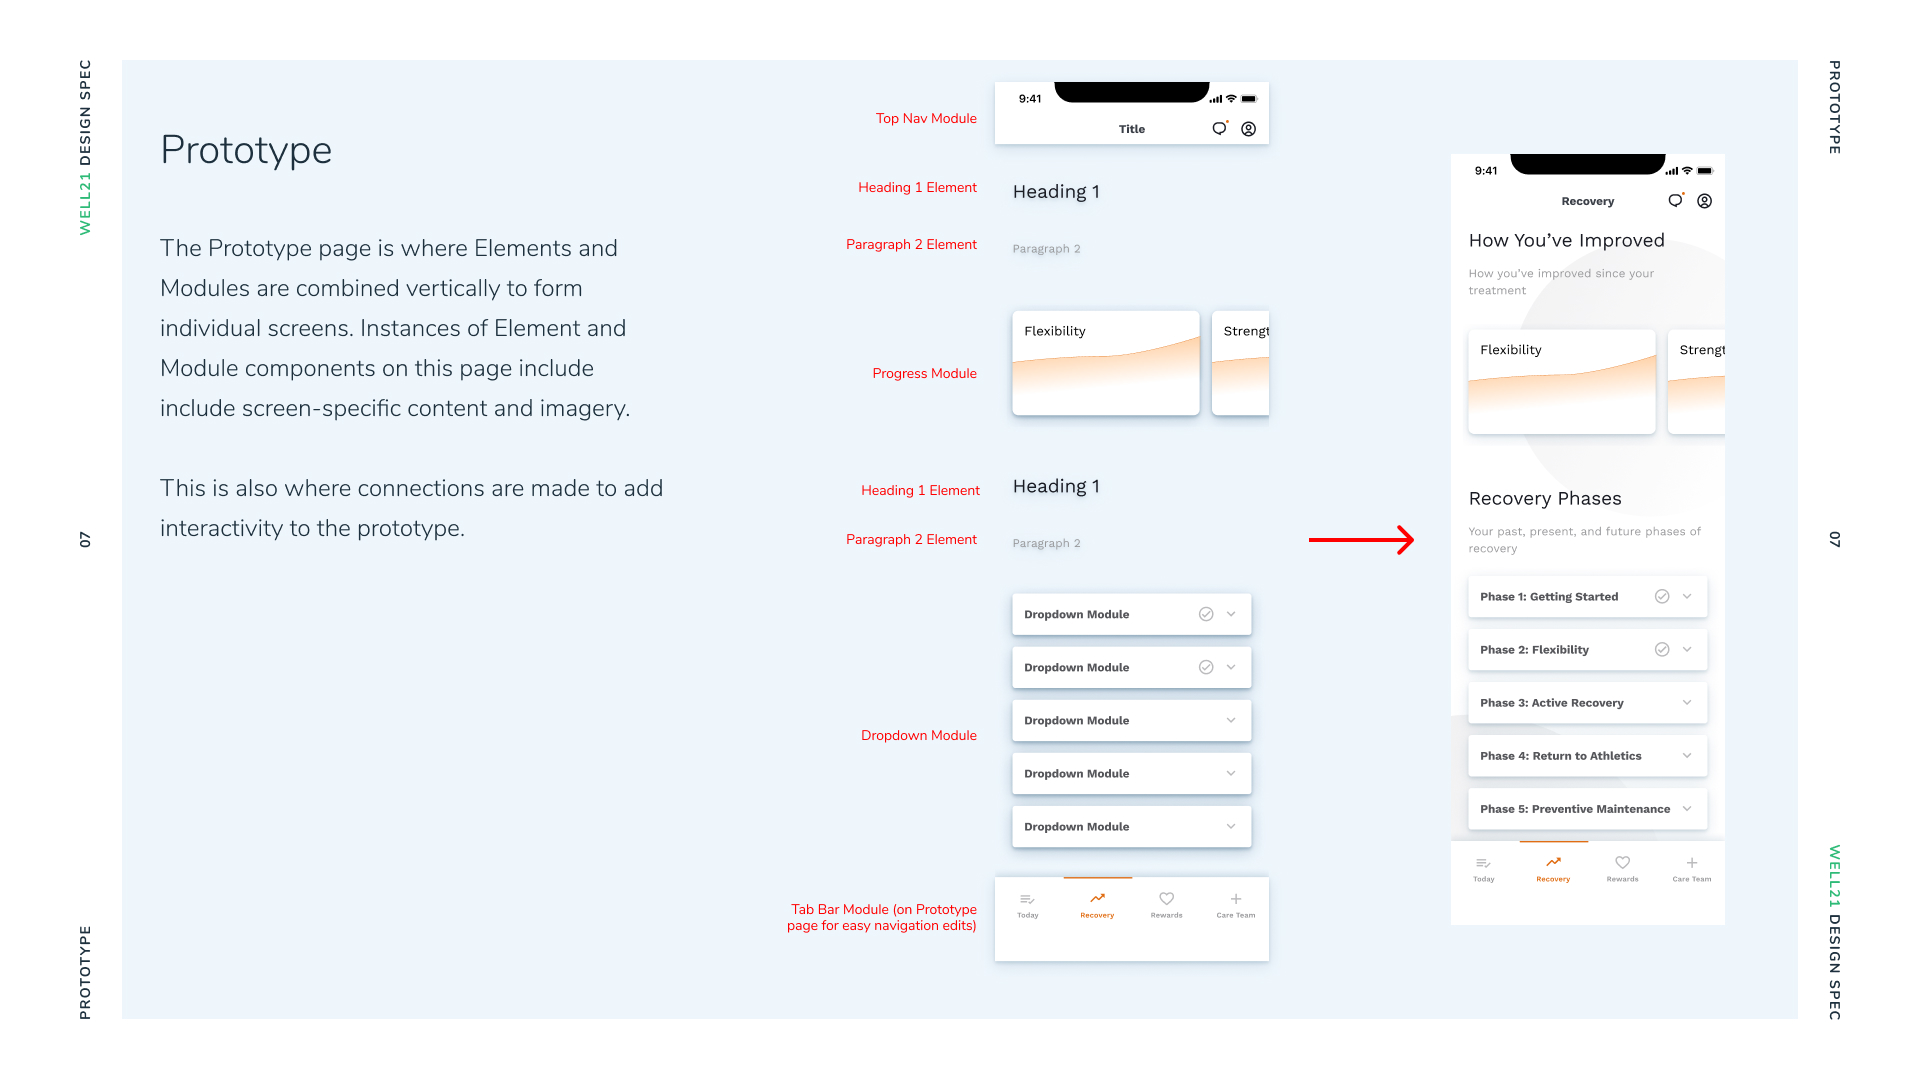 WELL21 DESIGN SPEC
07
PROTOTYPE
Prototype
The Prototype page is where Elements and
Modules are combined vertically to form
individual screens. Instances of Element and
Module components on this page include
include screen-specific content and imagery.
This is also where connections are made to add
interactivity to the prototype.
Top Nav Module
Heading 1 Element
Paragraph 2 Element
Progress Module
Heading 1 Element
Paragraph 2 Element
Dropdown Module
Tab Bar Module (on Prototype
page for easy navigation edits)
9:41
Title
Heading 1
Paragraph 2
Flexibility
Strengt
Heading 1
Paragraph 2
Dropdown Module
Dropdown Module
Dropdown Module
Dropdown Module
Dropdown Module
Today Recovery Rewards Care Team
9:41
Recovery
How You’ve Improved
How you’ve improved since your
treatment
Flexibility
Strengt
Recovery Phases
Your past, present, and future phases of
recovery
Phase 1: Getting Started
Phase 2: Flexibility
Phase 3: Active Recovery
Phase 4: Return to Athletics
Phase 5: Preventive Maintenance
Today Recovery Rewards Care Team
PROTOTYPE
07
WELL21 DESIGN SPEC